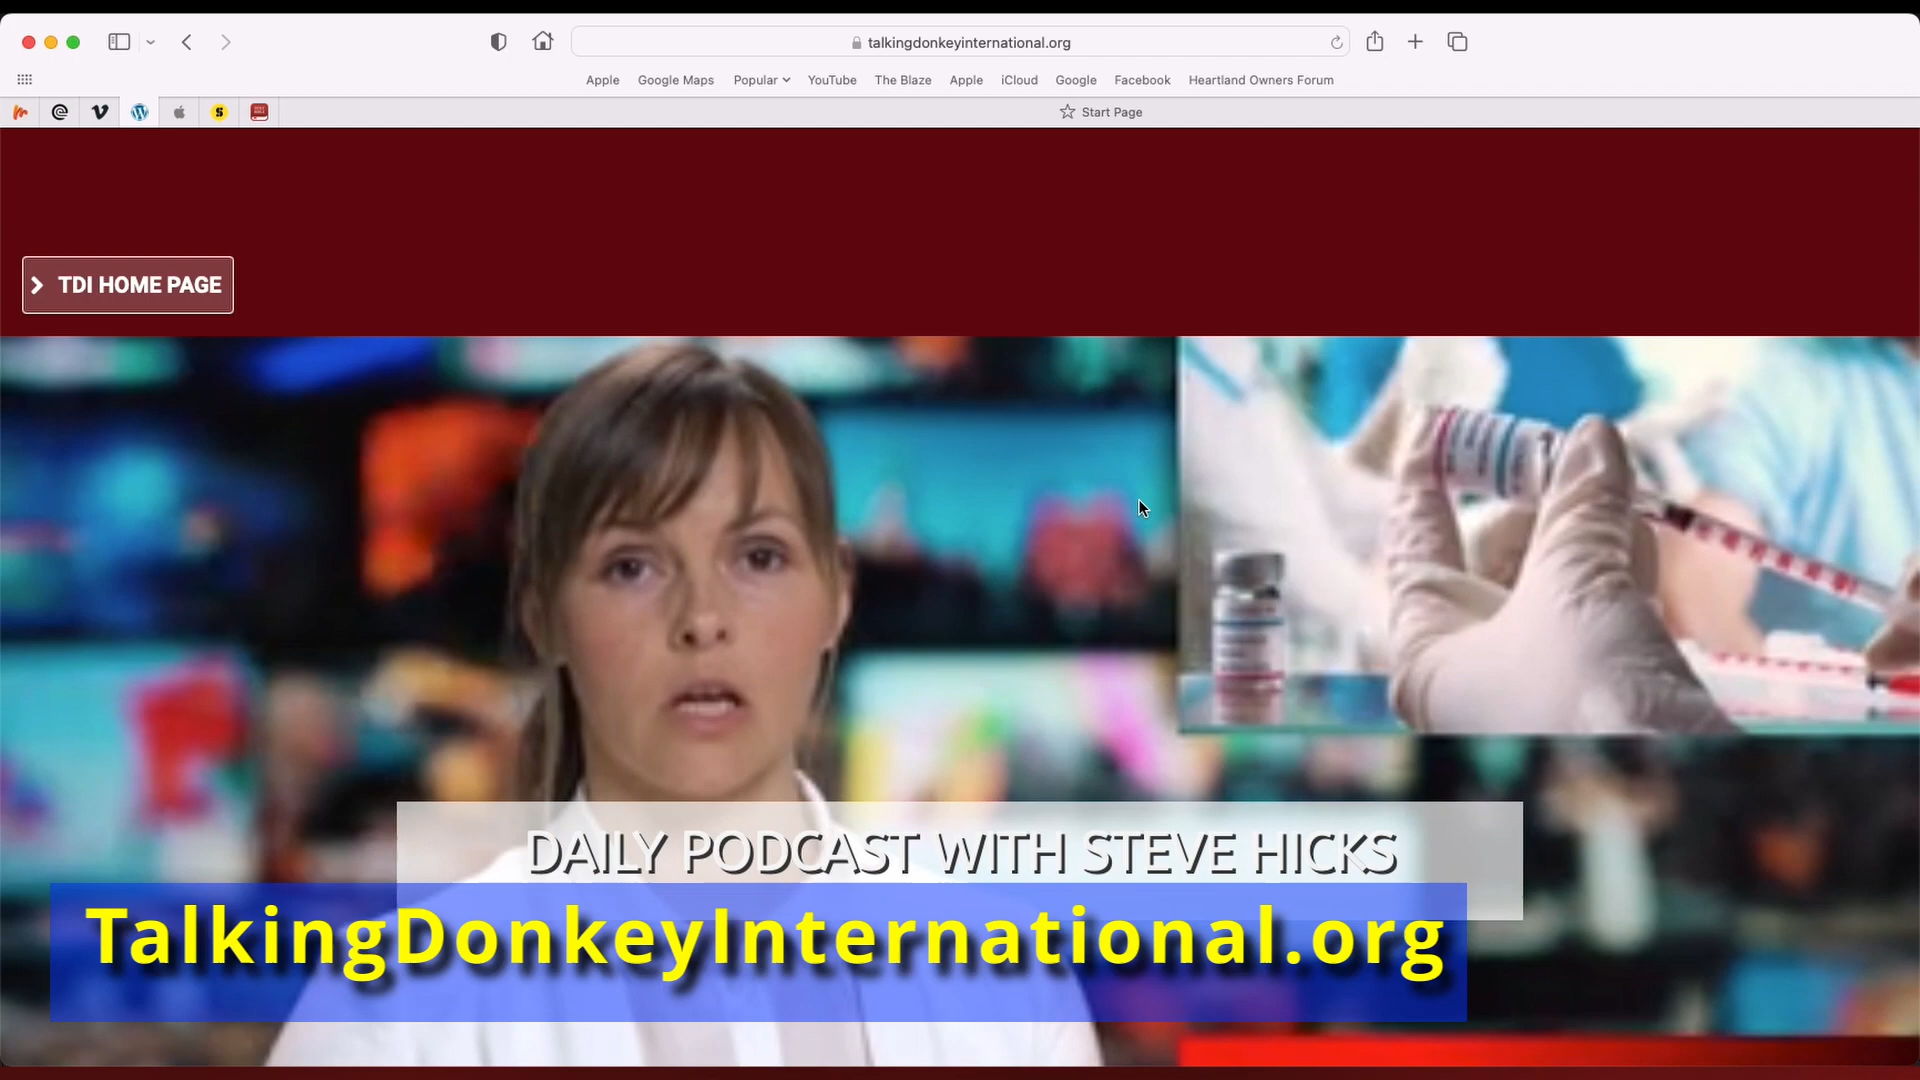 talkingdonkeyinternational.org
Apple Google Maps Popular YouTube The Blaze Apple iCloud Google Facebook Heartland Owners Forum
Start Page
TDI HOME PAGE
DAILY PODCAST WITH STEVE HICKS
TalkingDonkeyInternational.org